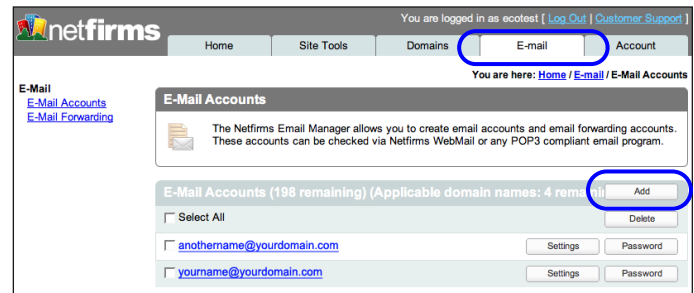 You are logged in as ecotest [ Log Out | Customer Support ]
netfirms
Home Site Tools Domains E-mail Account
You are here: Home / E-mail / E-Mail Accounts
E-Mail
E-Mail Accounts
E-Mail Forwarding
E-Mail Accounts
The Netfirms Email Manager allows you to create email accounts and email forwarding accounts.
These accounts can be checked via Netfirms WebMail or any POP3 compliant email program.
E-Mail Accounts (198 remaining) (Applicable domain names: 4 Add
Select All Delete
anothername@yourdomain.com Settings Password
yourname@yourdomain.com Settings Password